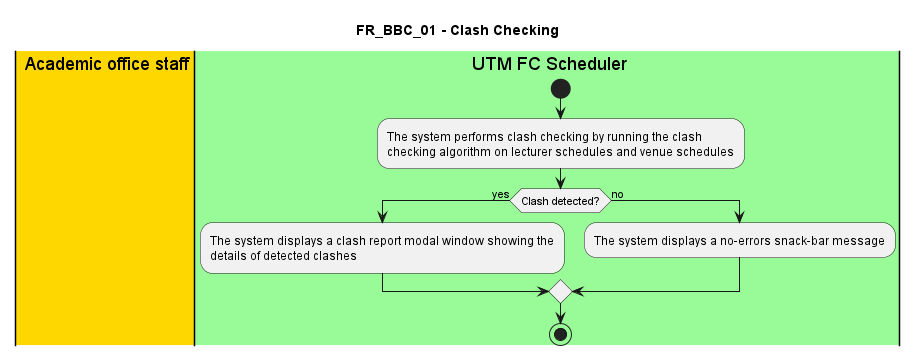 FR_BBC_01 - Clash Checking
Academic office staff
UTM FC Scheduler
The system performs clash checking by running the clash
checking algorithm on lecturer schedules and venue schedules
Clash detected?
yes
no
The system displays a clash report modal window showing the
details of detected clashes
The system displays a no-errors snack-bar message